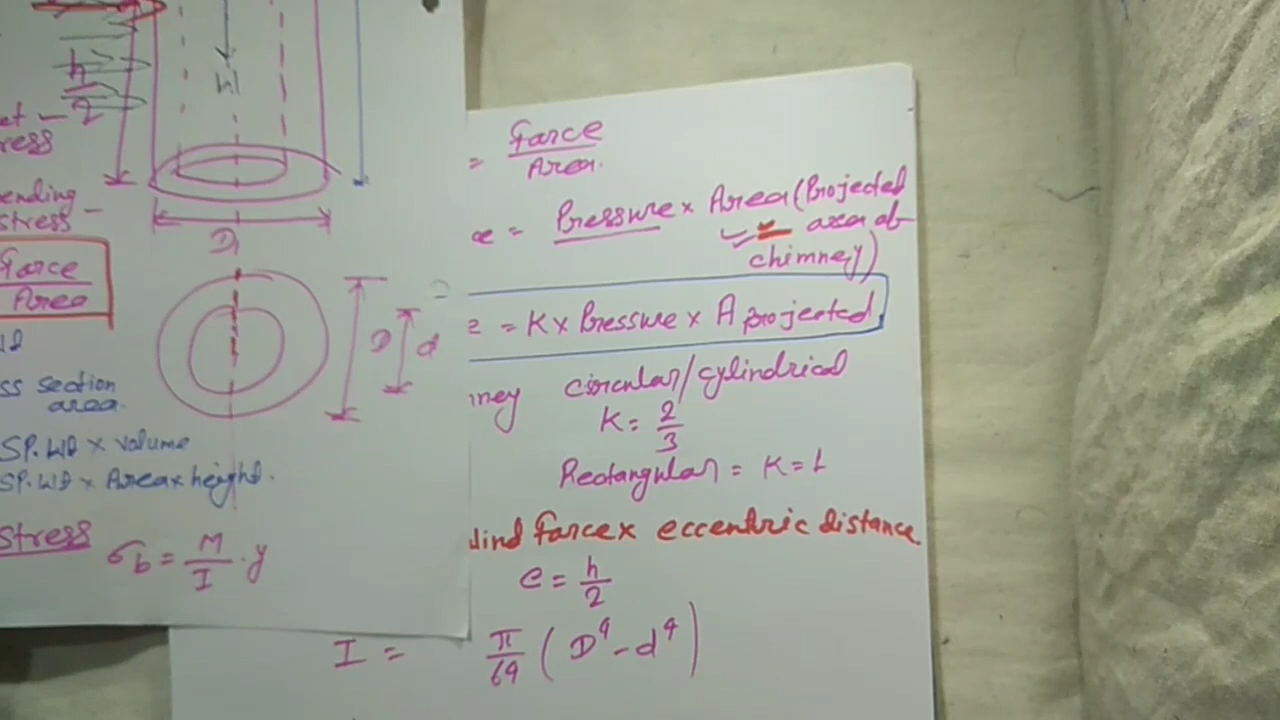 h
2
h
et -
ress
ending
stress -
Force
Area
D
D
d
ss section
area.
SP. Wt x volume
SP. Wt x Area x height.
stress
σb = M/I . y
= Force
Area.
e = Pressure x Area (Projected
area of
chimney)
= K x Pressure x A projected
ney circular/cylindrical
K = 2/3
Rectangular = K = 1
Wind force x eccentric distance
e = h/2
I = π/64 ( D⁴ - d⁴ )